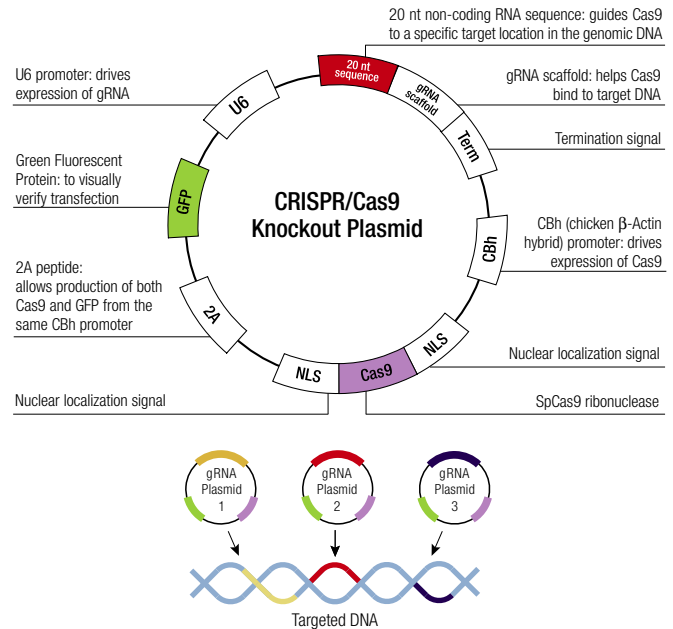 20 nt non-coding RNA sequence: guides Cas9
to a specific target location in the genomic DNA
U6 promoter: drives
expression of gRNA
20 nt
sequence
gRNA
scaffold
gRNA scaffold: helps Cas9
bind to target DNA
U6
Term
Termination signal
Green Fluorescent
Protein: to visually
verify transfection
GFP
CRISPR/Cas9
Knockout Plasmid
CBh
CBh (chicken β-Actin
hybrid) promoter: drives
expression of Cas9
2A peptide:
allows production of both
Cas9 and GFP from the
same CBh promoter
2A
NLS
Nuclear localization signal
NLS
Cas9
Nuclear localization signal
SpCas9 ribonuclease
gRNA
Plasmid
1
gRNA
Plasmid
2
gRNA
Plasmid
3
Targeted DNA